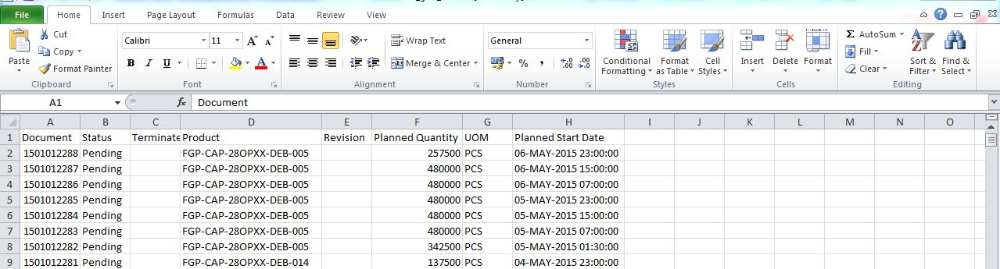 File Home Insert Page Layout Formulas Data Review View
Cut
Copy
Format Painter
Paste
Clipboard
Calibri 11 A A
B I U A
Font
Wrap Text
Merge & Center
Alignment
General
% , .00 .0
Number
Conditional Formatting Format as Table Cell Styles
Styles
Insert Delete Format
Cells
Σ AutoSum
Fill
Clear
Sort & Filter Find & Select
Editing
A1 fx Document
A B C D E F G H I J K L M N O
1 Document Status Terminate Product Revision Planned Quantity UOM Planned Start Date
2 1501012288 Pending FGP-CAP-28OPXX-DEB-005 257500 PCS 06-MAY-2015 23:00:00
3 1501012287 Pending FGP-CAP-28OPXX-DEB-005 480000 PCS 06-MAY-2015 15:00:00
4 1501012286 Pending FGP-CAP-28OPXX-DEB-005 480000 PCS 06-MAY-2015 07:00:00
5 1501012285 Pending FGP-CAP-28OPXX-DEB-005 480000 PCS 05-MAY-2015 23:00:00
6 1501012284 Pending FGP-CAP-28OPXX-DEB-005 480000 PCS 05-MAY-2015 15:00:00
7 1501012283 Pending FGP-CAP-28OPXX-DEB-005 480000 PCS 05-MAY-2015 07:00:00
8 1501012282 Pending FGP-CAP-28OPXX-DEB-005 342500 PCS 05-MAY-2015 01:30:00
9 1501012281 Pending FGP-CAP-28OPXX-DEB-014 137500 PCS 04-MAY-2015 23:00:00